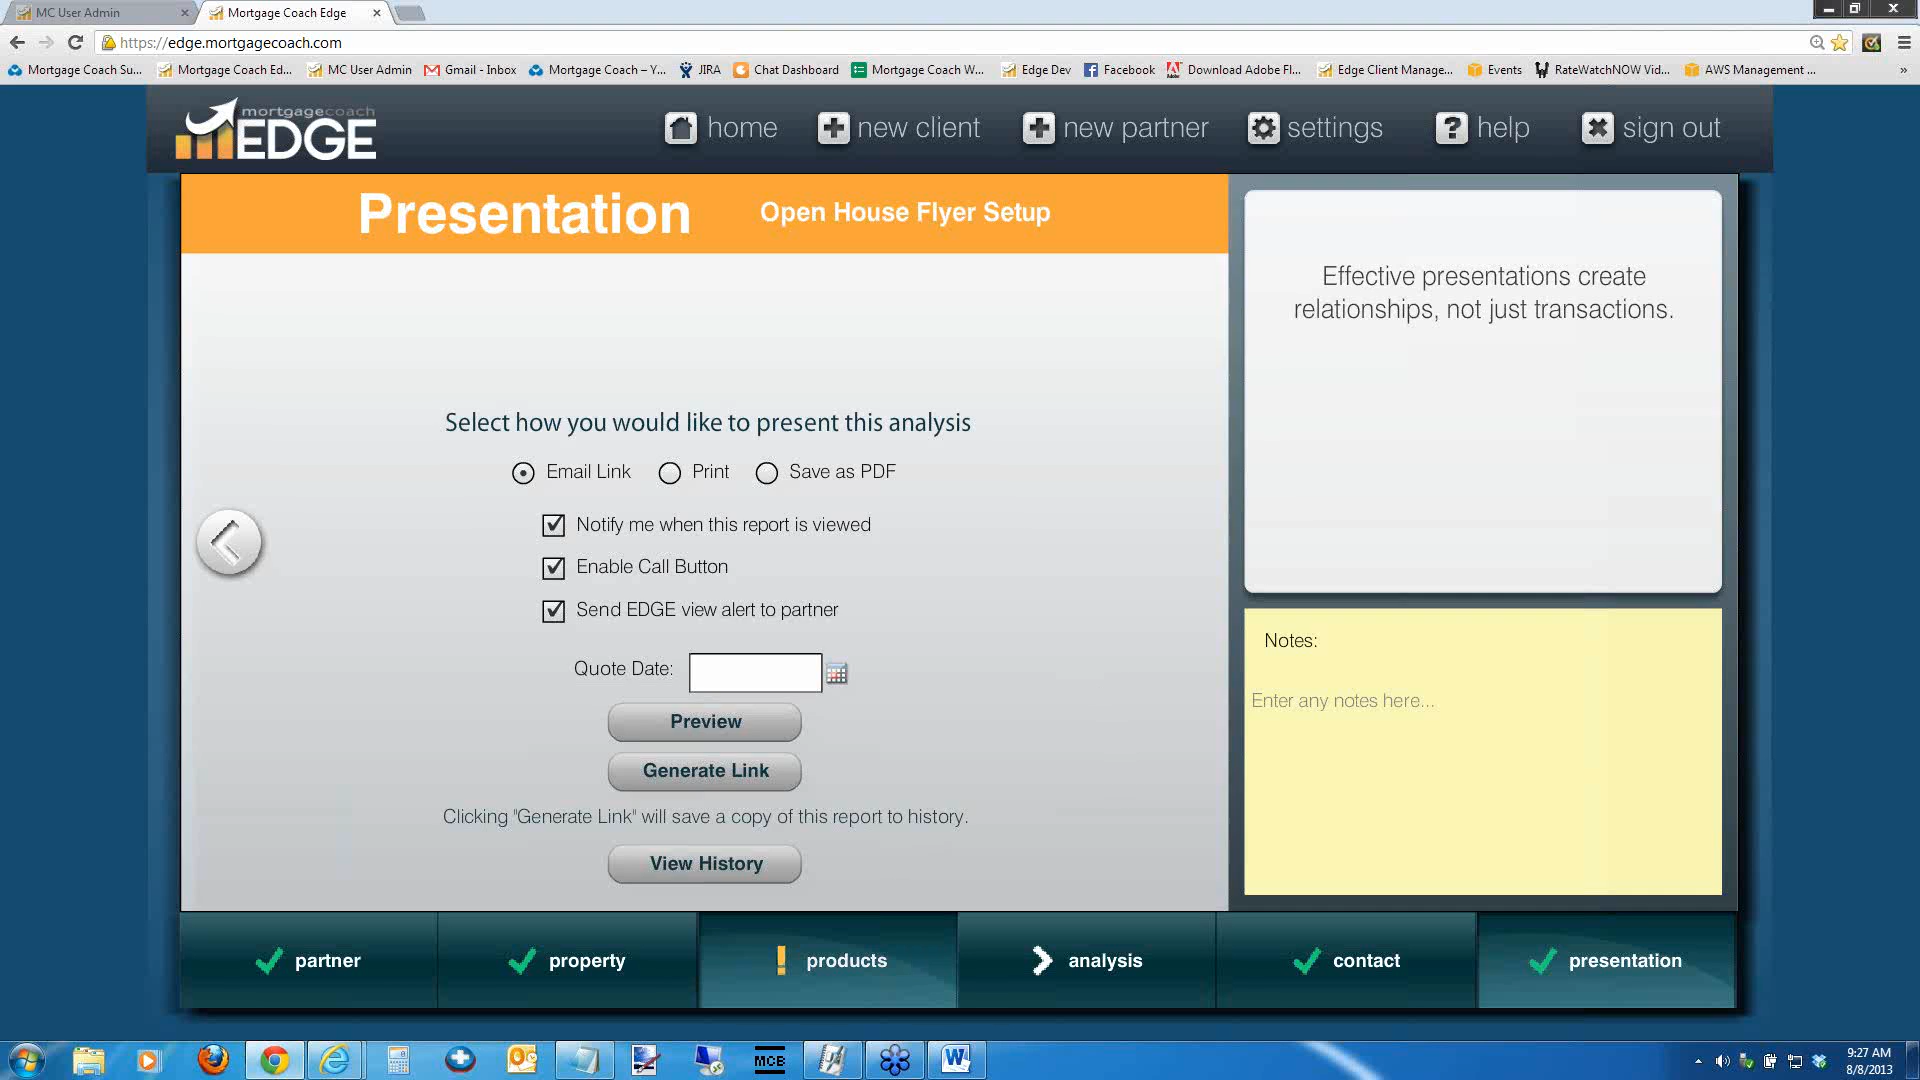 MC User Admin
Mortgage Coach Edge
https://edge.mortgagecoach.com
Mortgage Coach Su...
Mortgage Coach Ed...
MC User Admin
Gmail - Inbox
Mortgage Coach – Y...
JIRA
Chat Dashboard
Mortgage Coach W...
Edge Dev
Facebook
Download Adobe Fl...
Edge Client Manage...
Events
RateWatchNOW Vid...
AWS Management ...
»
mortgagecoach
EDGE
home
new client
new partner
settings
help
sign out
Presentation
Open House Flyer Setup
Effective presentations create
relationships, not just transactions.
Select how you would like to present this analysis
Email Link
Print
Save as PDF
Notify me when this report is viewed
Enable Call Button
Send EDGE view alert to partner
Quote Date:
Preview
Generate Link
Clicking "Generate Link" will save a copy of this report to history.
View History
Notes:
Enter any notes here...
partner
property
products
analysis
contact
presentation
MCB
9:27 AM
8/8/2013